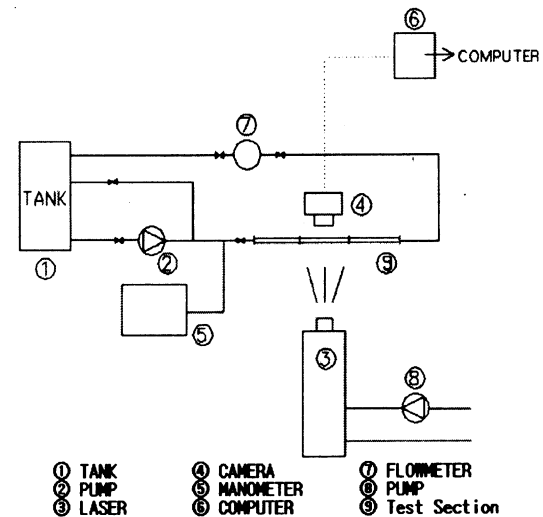 ⑥
COMPUTER
⑦
TANK
④
①
②
⑨
⑤
③
⑧
① TANK ④ CAMERA ⑦ FLOWMETER
② PUMP ⑤ MANOMETER ⑧ PUMP
③ LASER ⑥ COMPUTER ⑨ Test Section